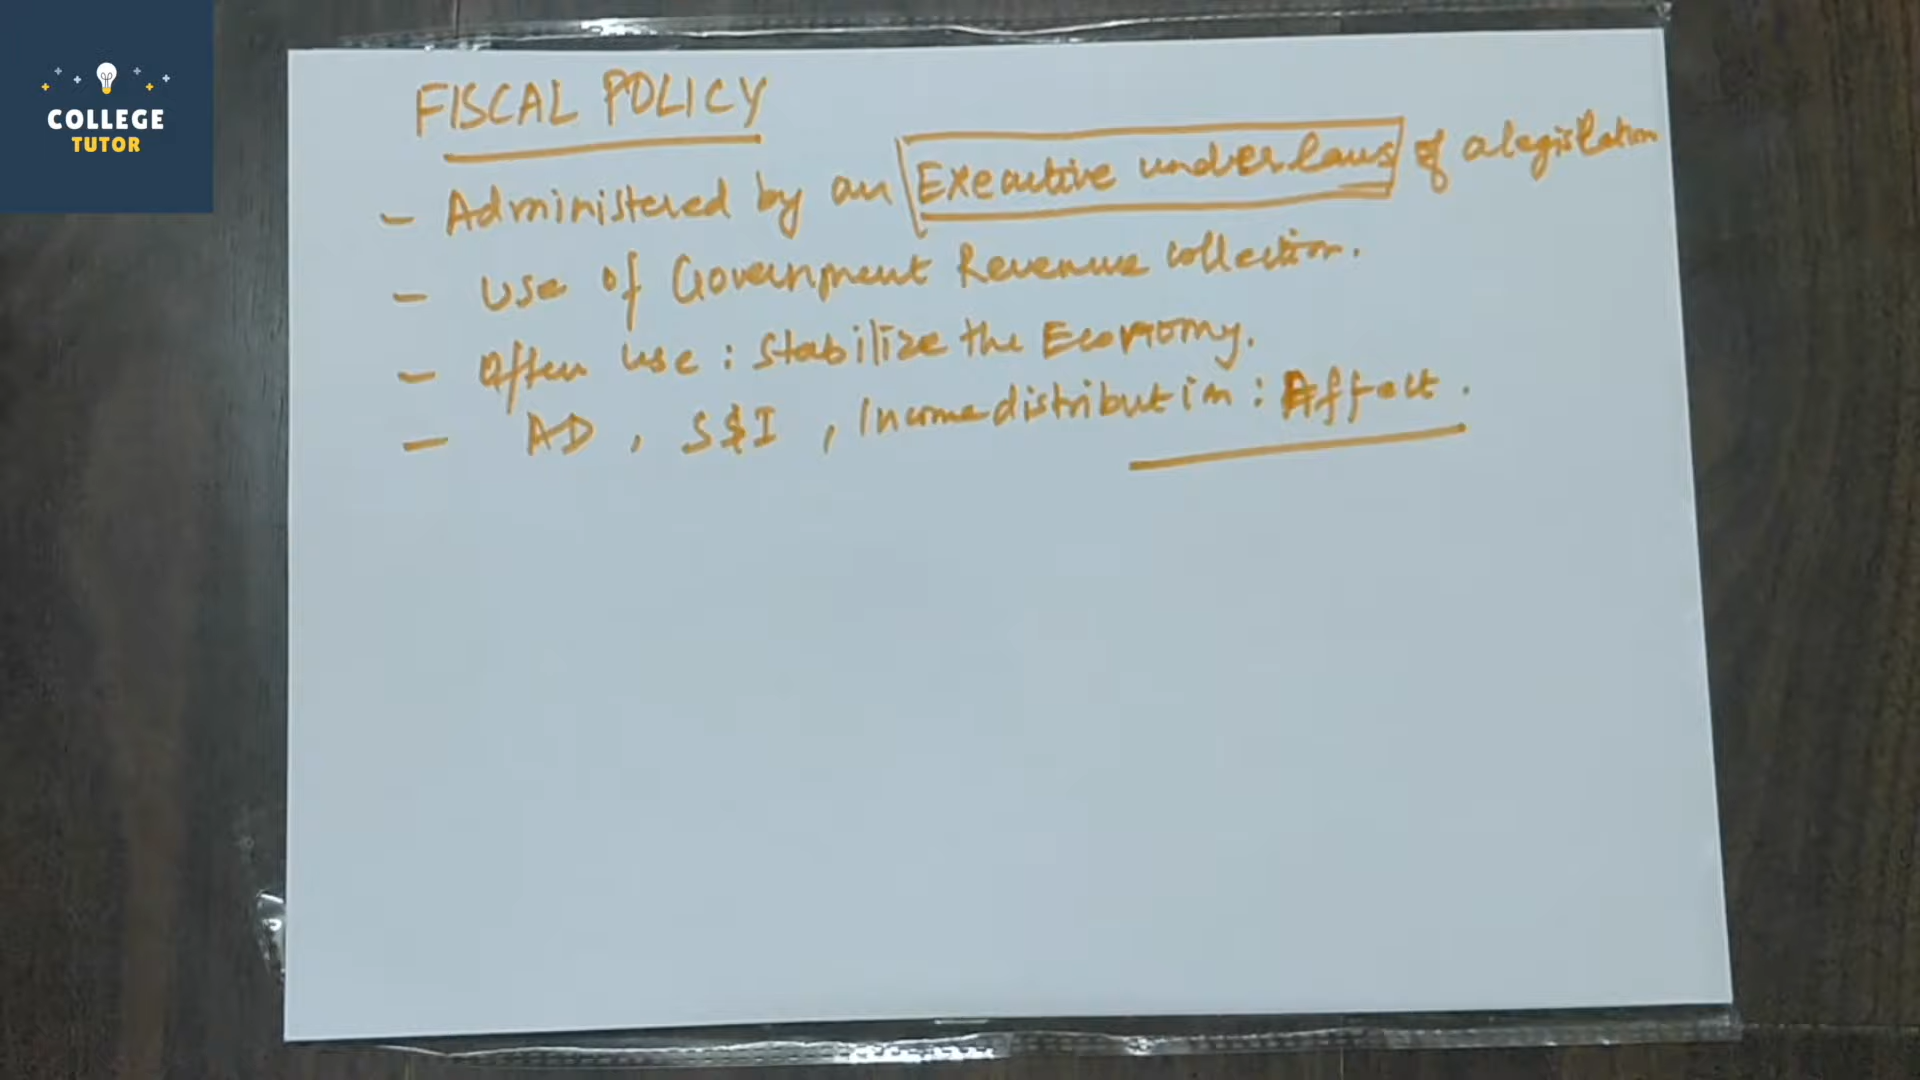 COLLEGE
TUTOR
FISCAL POLICY
- Administered by an Executive under laws of a legislation
- Use of Government Revenue collection.
- Often use : Stabilize the Economy.
- AD , S&I , Income distribution : Affect .